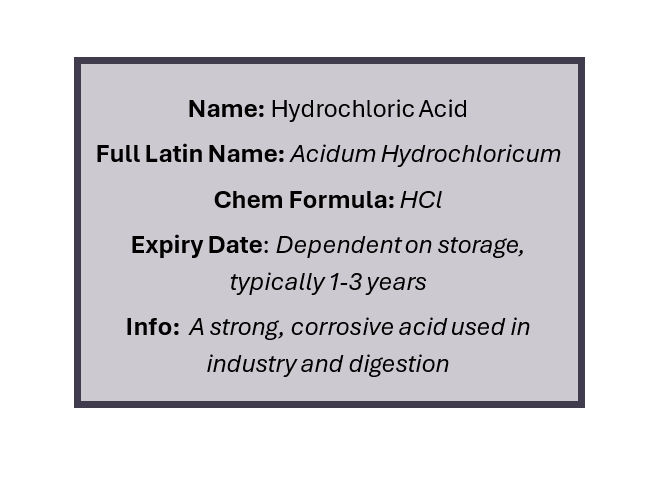 Name: Hydrochloric Acid
Full Latin Name: Acidum Hydrochloricum
Chem Formula: HCl
Expiry Date: Dependent on storage,
typically 1-3 years
Info: A strong, corrosive acid used in
industry and digestion